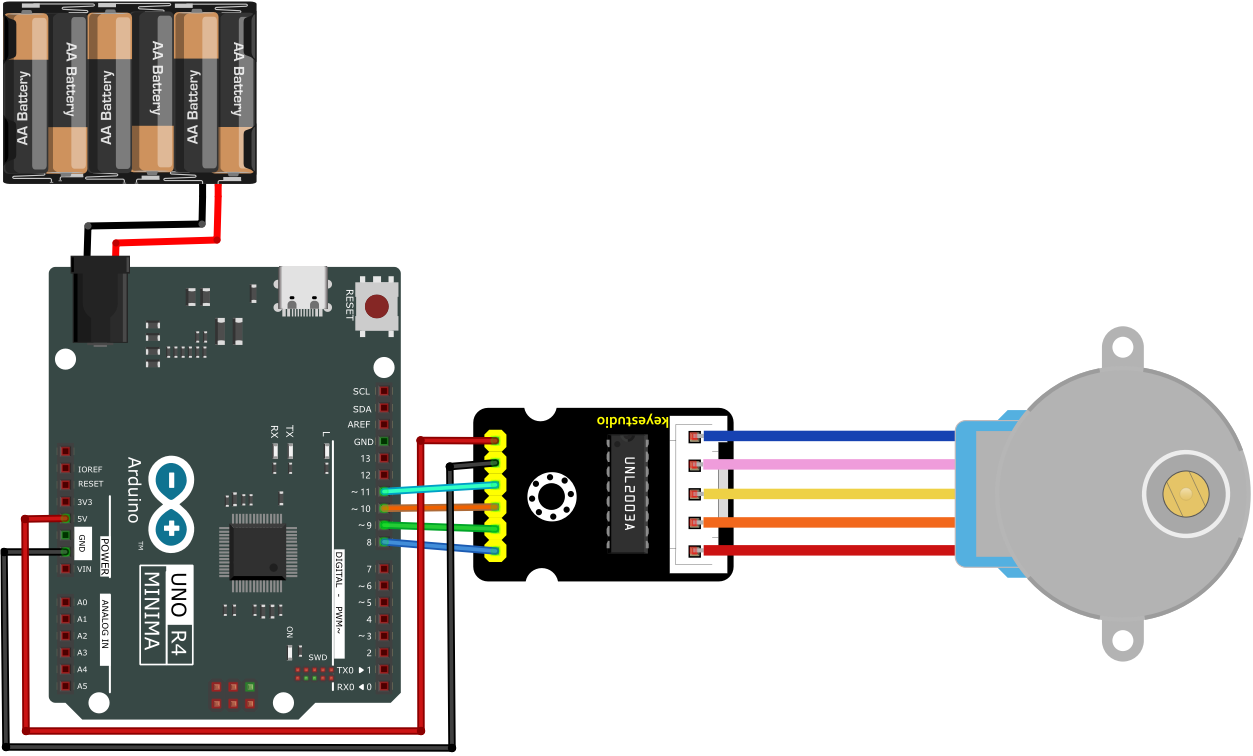 AA Battery
AA Battery
AA Battery
AA Battery
AA Battery
AA Battery
RESET
SCL
SDA
AREF
GND
13
12
~ 11
~ 10
~ 9
8
7
~ 6
~ 5
4
~ 3
2
TX0 ▶ 1
RX0 ◀ 0
RX
TX
L
IOREF
RESET
3V3
5V
GND
VIN
POWER
A0
A1
A2
A3
A4
A5
ANALOG IN
Arduino
TM
UNO R4
MINIMA
DIGITAL - PWM~
ON
SWD
keyestudio
UNL2003A